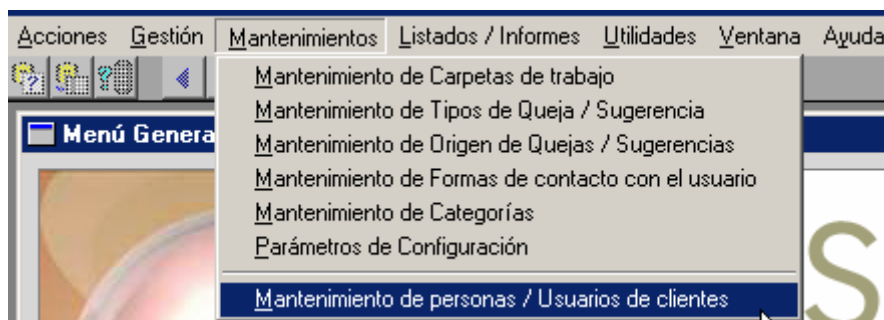 Acciones Gestión Mantenimientos Listados / Informes Utilidades Ventana Ayuda
Mantenimiento de Carpetas de trabajo
Mantenimiento de Tipos de Queja / Sugerencia
Menú Genera
Mantenimiento de Origen de Quejas / Sugerencias
Mantenimiento de Formas de contacto con el usuario
Mantenimiento de Categorías
Parámetros de Configuración
Mantenimiento de personas / Usuarios de clientes
S